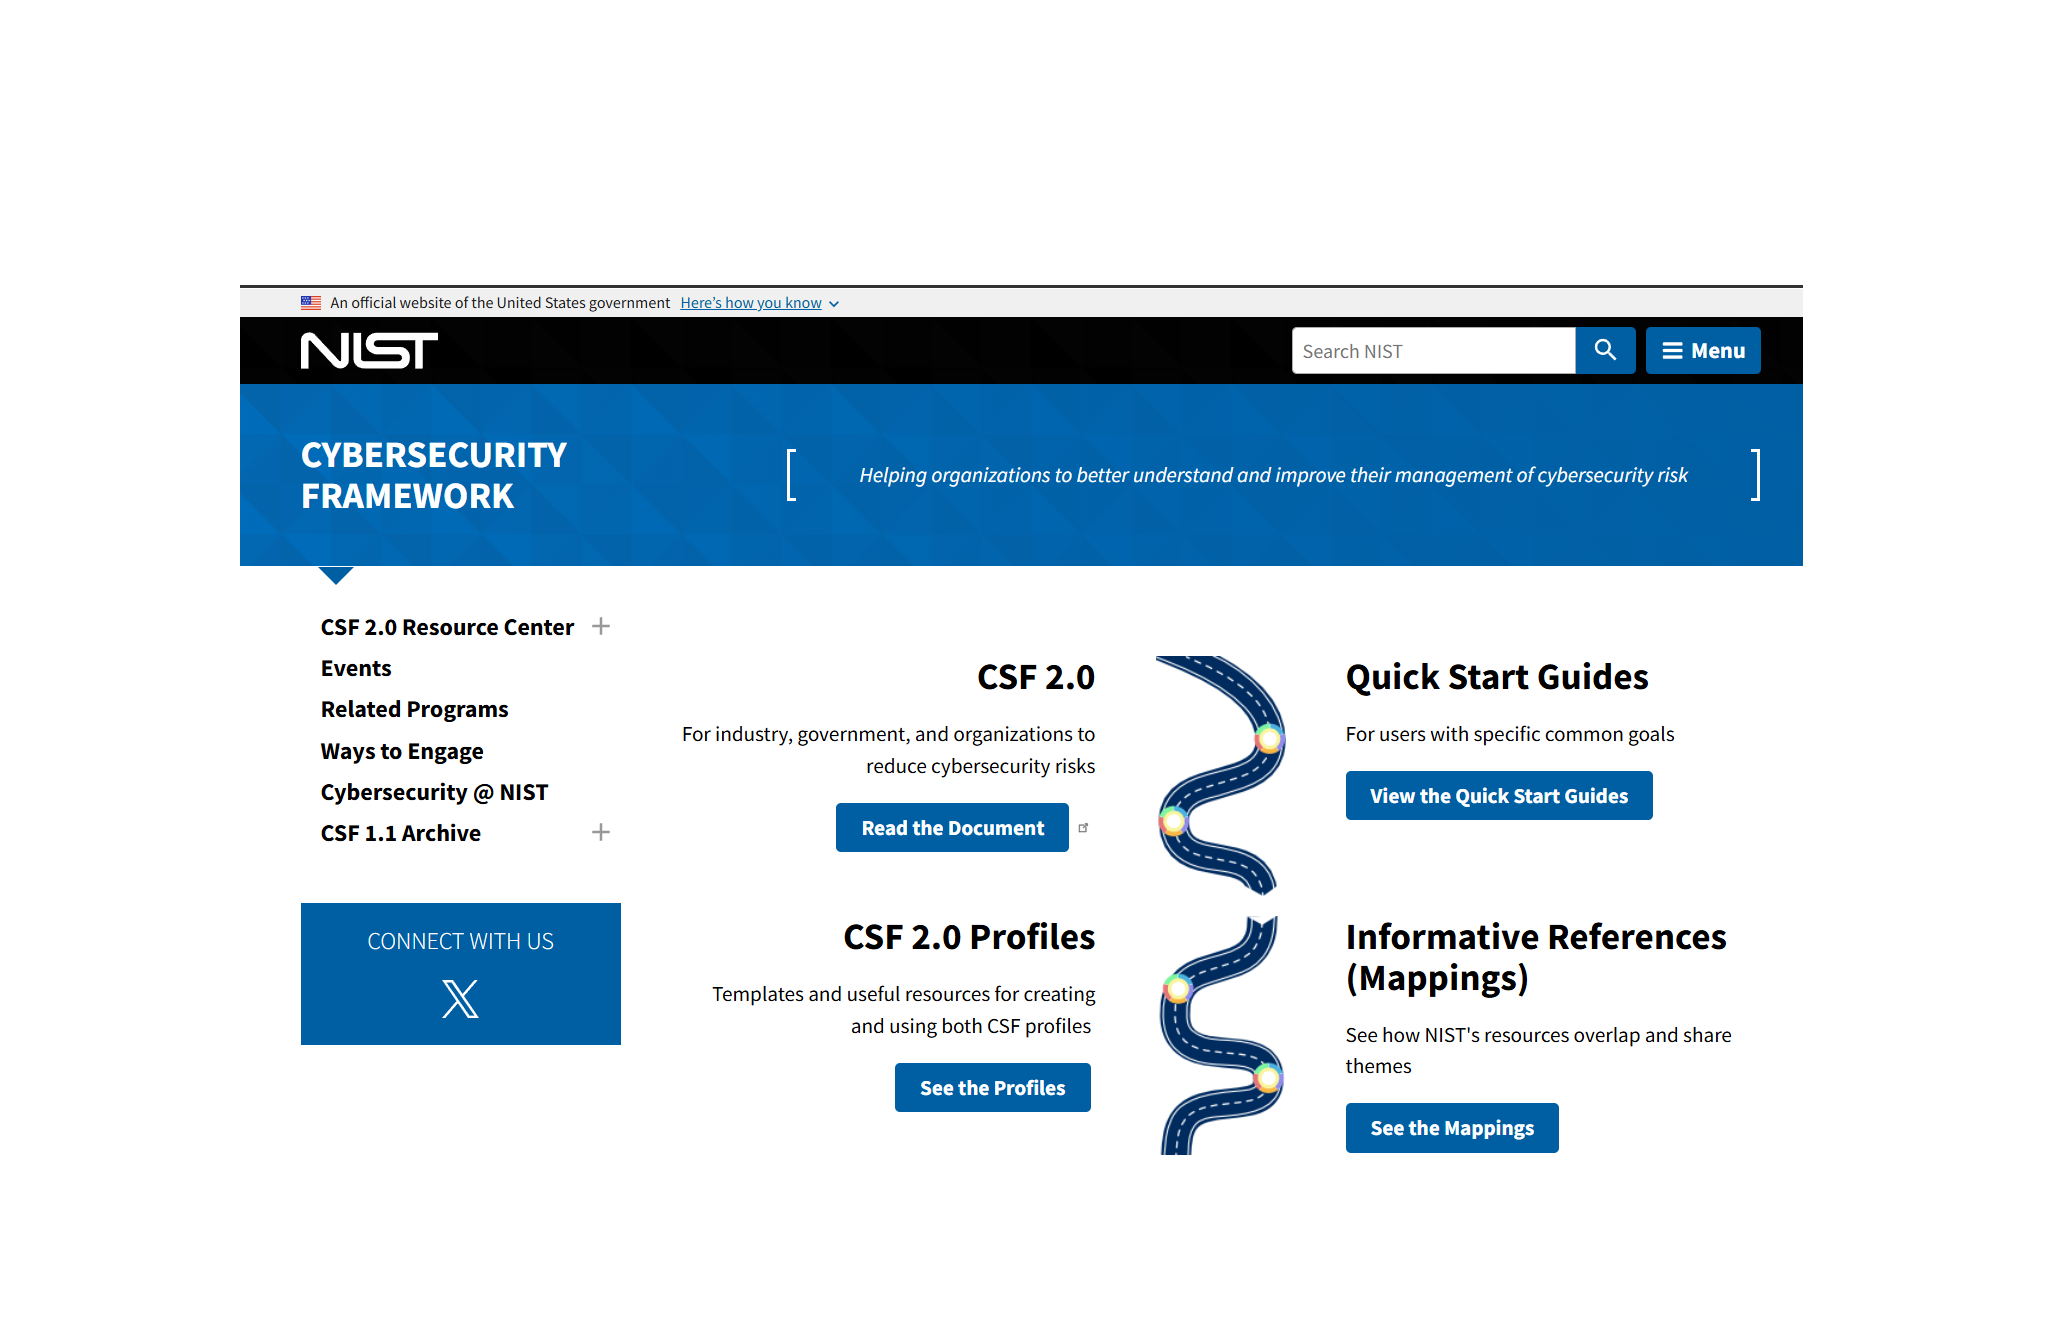 An official website of the United States government Here's how you know
NIST
Search NIST
Menu
CYBERSECURITY
FRAMEWORK
Helping organizations to better understand and improve their management of cybersecurity risk
CSF 2.0 Resource Center
Events
Related Programs
Ways to Engage
Cybersecurity @ NIST
CSF 1.1 Archive
CONNECT WITH US
X
CSF 2.0
For industry, government, and organizations to
reduce cybersecurity risks
Read the Document
Quick Start Guides
For users with specific common goals
View the Quick Start Guides
CSF 2.0 Profiles
Templates and useful resources for creating
and using both CSF profiles
See the Profiles
Informative References
(Mappings)
See how NIST's resources overlap and share
themes
See the Mappings